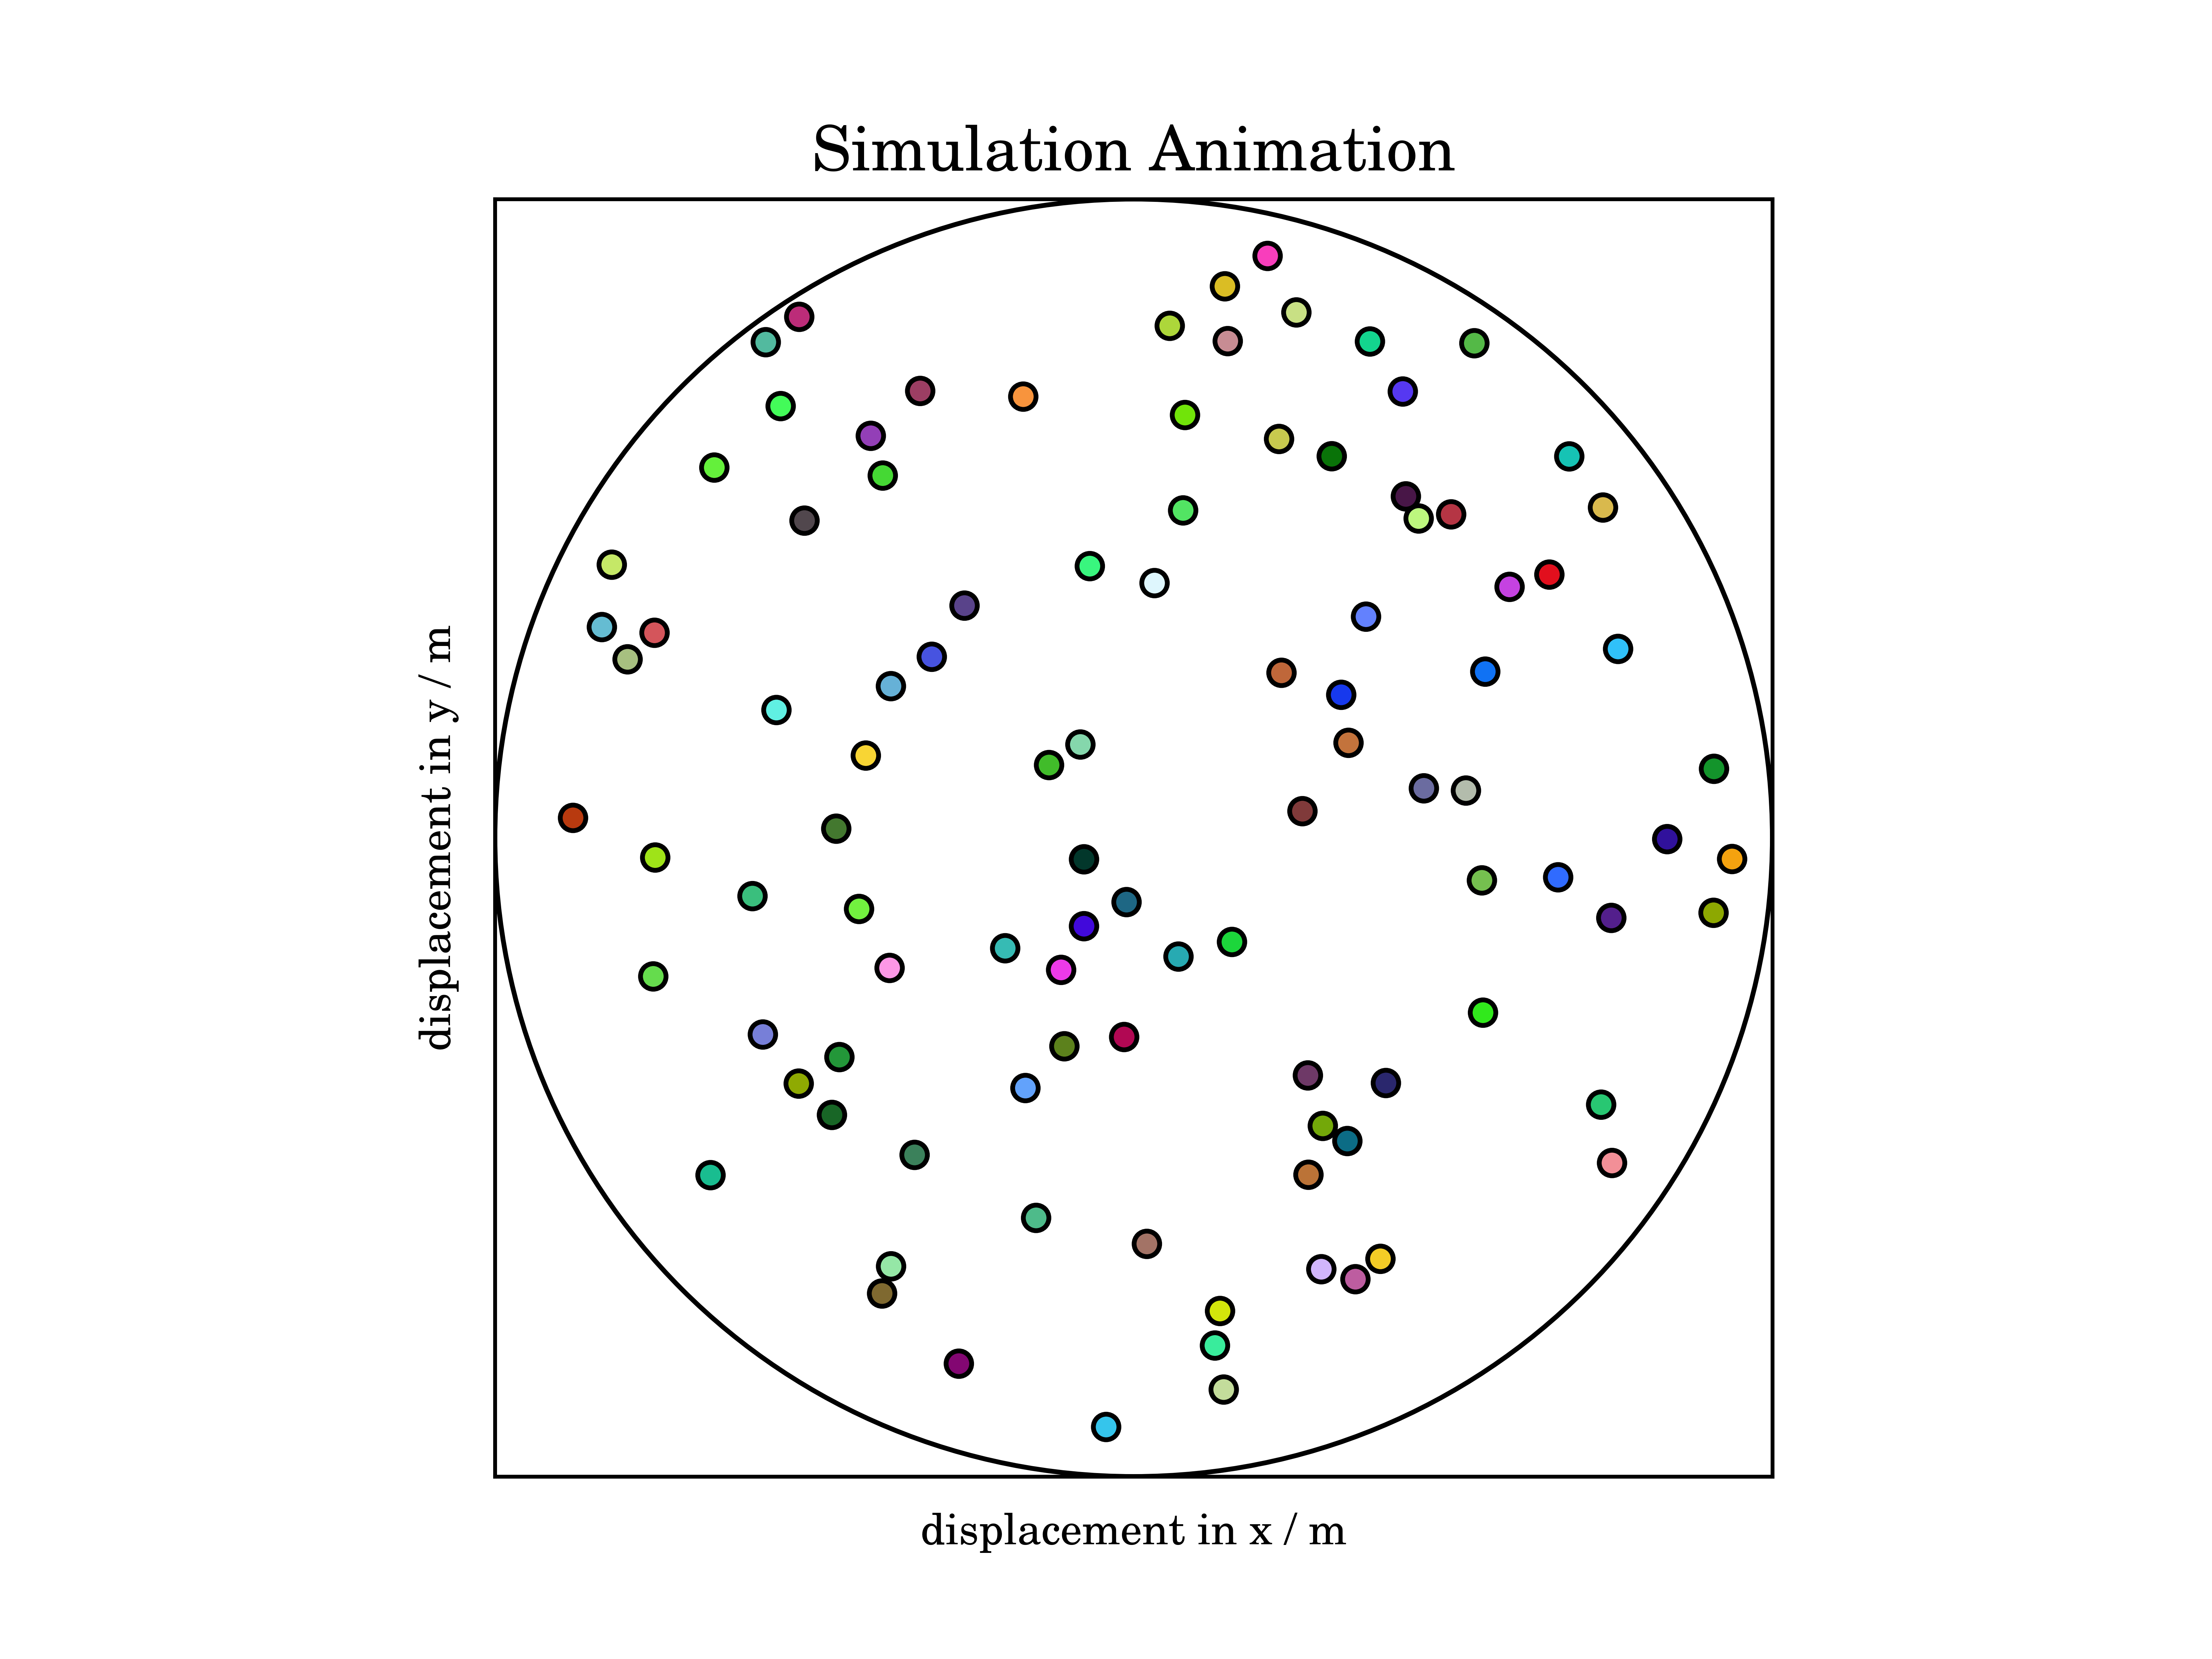 Simulation Animation
displacement in y / m
displacement in x / m